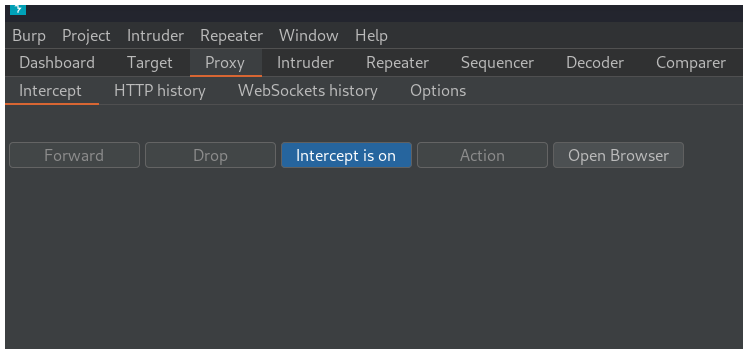 Burp Project Intruder Repeater Window Help
Dashboard Target Proxy Intruder Repeater Sequencer Decoder Comparer
Intercept HTTP history WebSockets history Options
Forward Drop Intercept is on Action Open Browser